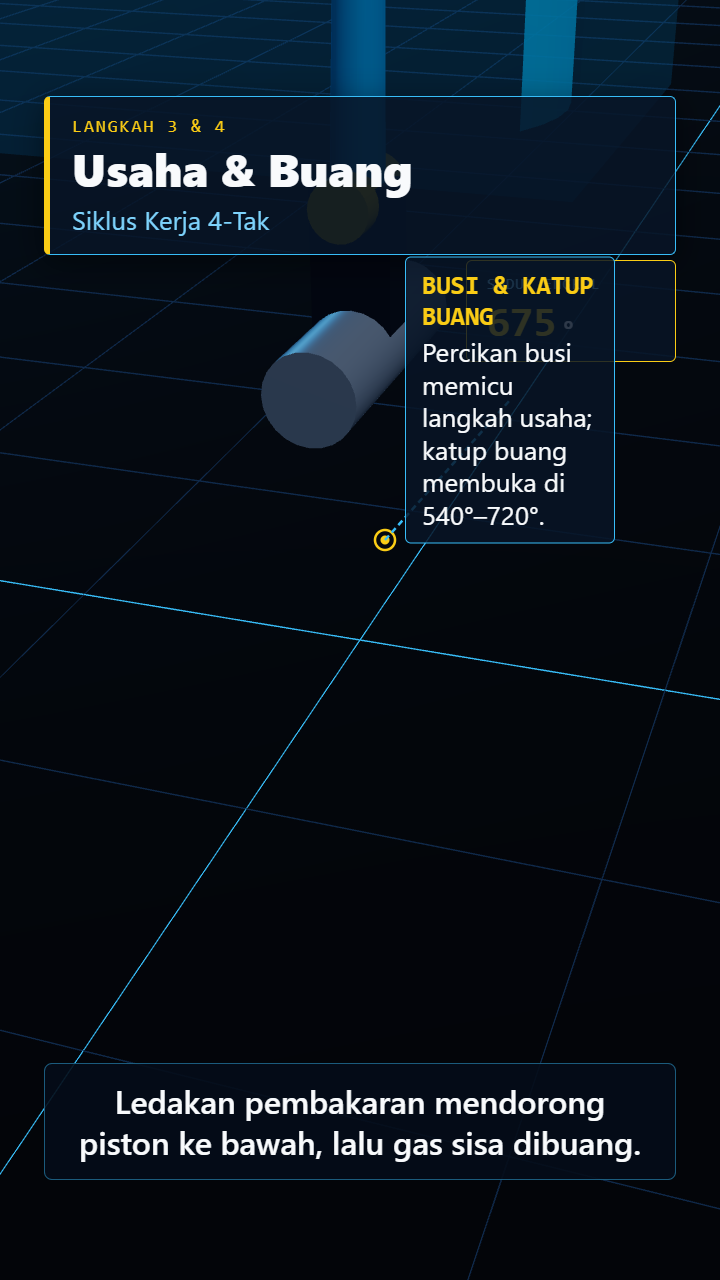 LANGKAH 3 & 4
Usaha & Buang
Siklus Kerja 4-Tak
BUSI & KATUP
BUANG
675°
Percikan busi
memicu
langkah usaha;
katup buang
membuka di
540°–720°.
Ledakan pembakaran mendorong
piston ke bawah, lalu gas sisa dibuang.